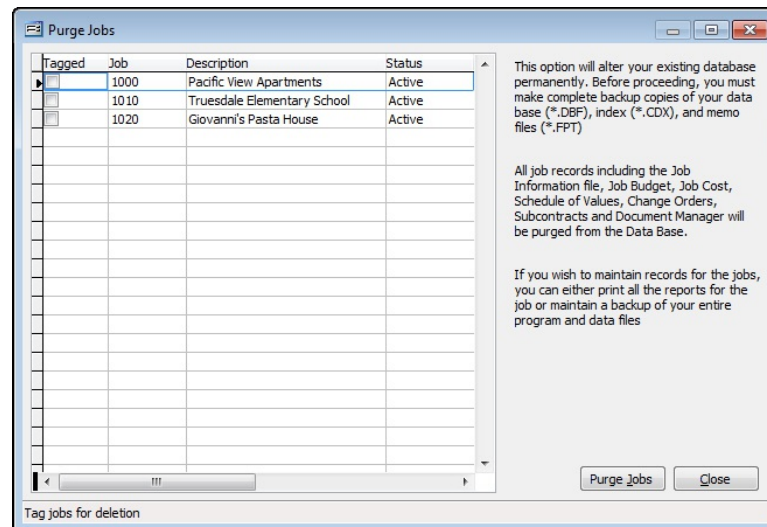 Purge Jobs
Tagged Job Description Status
1000 Pacific View Apartments Active
1010 Truesdale Elementary School Active
1020 Giovanni's Pasta House Active
This option will alter your existing database
permanently. Before proceeding, you must
make complete backup copies of your data
base (*.DBF), index (*.CDX), and memo
files (*.FPT)
All job records including the Job
Information file, Job Budget, Job Cost,
Schedule of Values, Change Orders,
Subcontracts and Document Manager will
be purged from the Data Base.
If you wish to maintain records for the jobs,
you can either print all the reports for the
job or maintain a backup of your entire
program and data files
Purge Jobs Close
Tag jobs for deletion